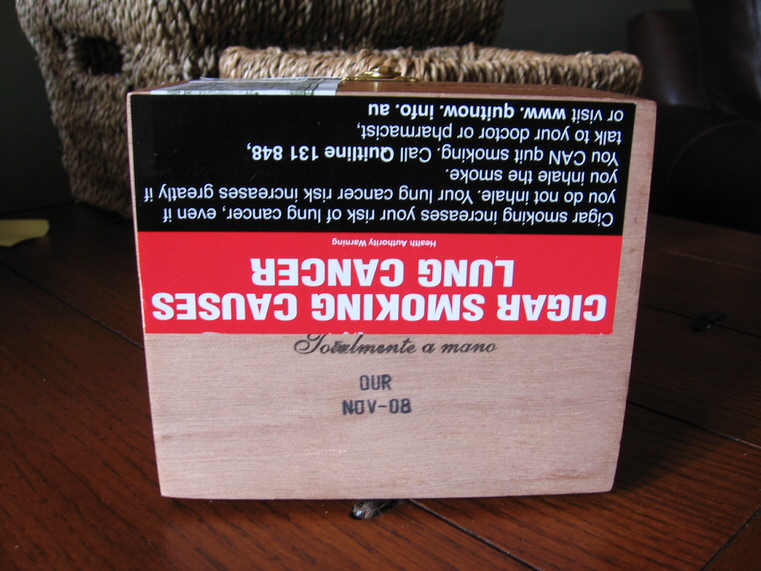 CIGAR SMOKING CAUSES
LUNG CANCER
Health Authority Warning
Cigar smoking increases your risk of lung cancer, even if
you do not inhale. Your lung cancer risk increases greatly if
you inhale the smoke.
You CAN quit smoking. Call Quitline 131 848,
talk to your doctor or pharmacist,
or visit www. quitnow. info. au
Totalmente a mano
OUR
NOV-08